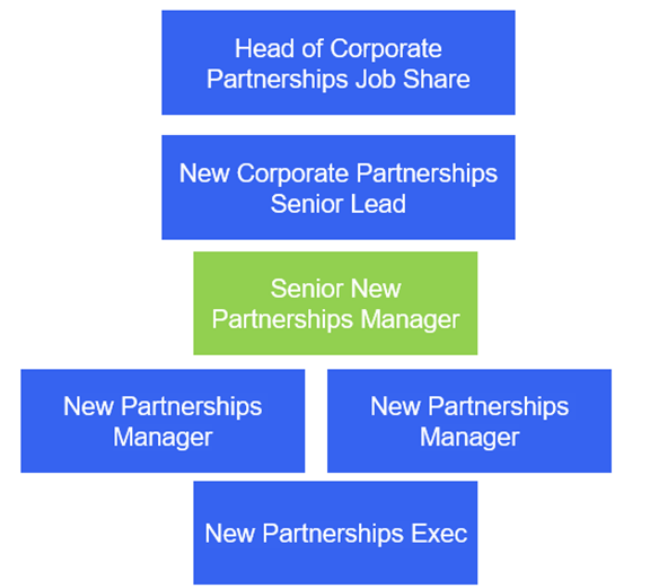 Head of Corporate
Partnerships Job Share
New Corporate Partnerships
Senior Lead
Senior New
Partnerships Manager
New Partnerships
Manager
New Partnerships
Manager
New Partnerships Exec